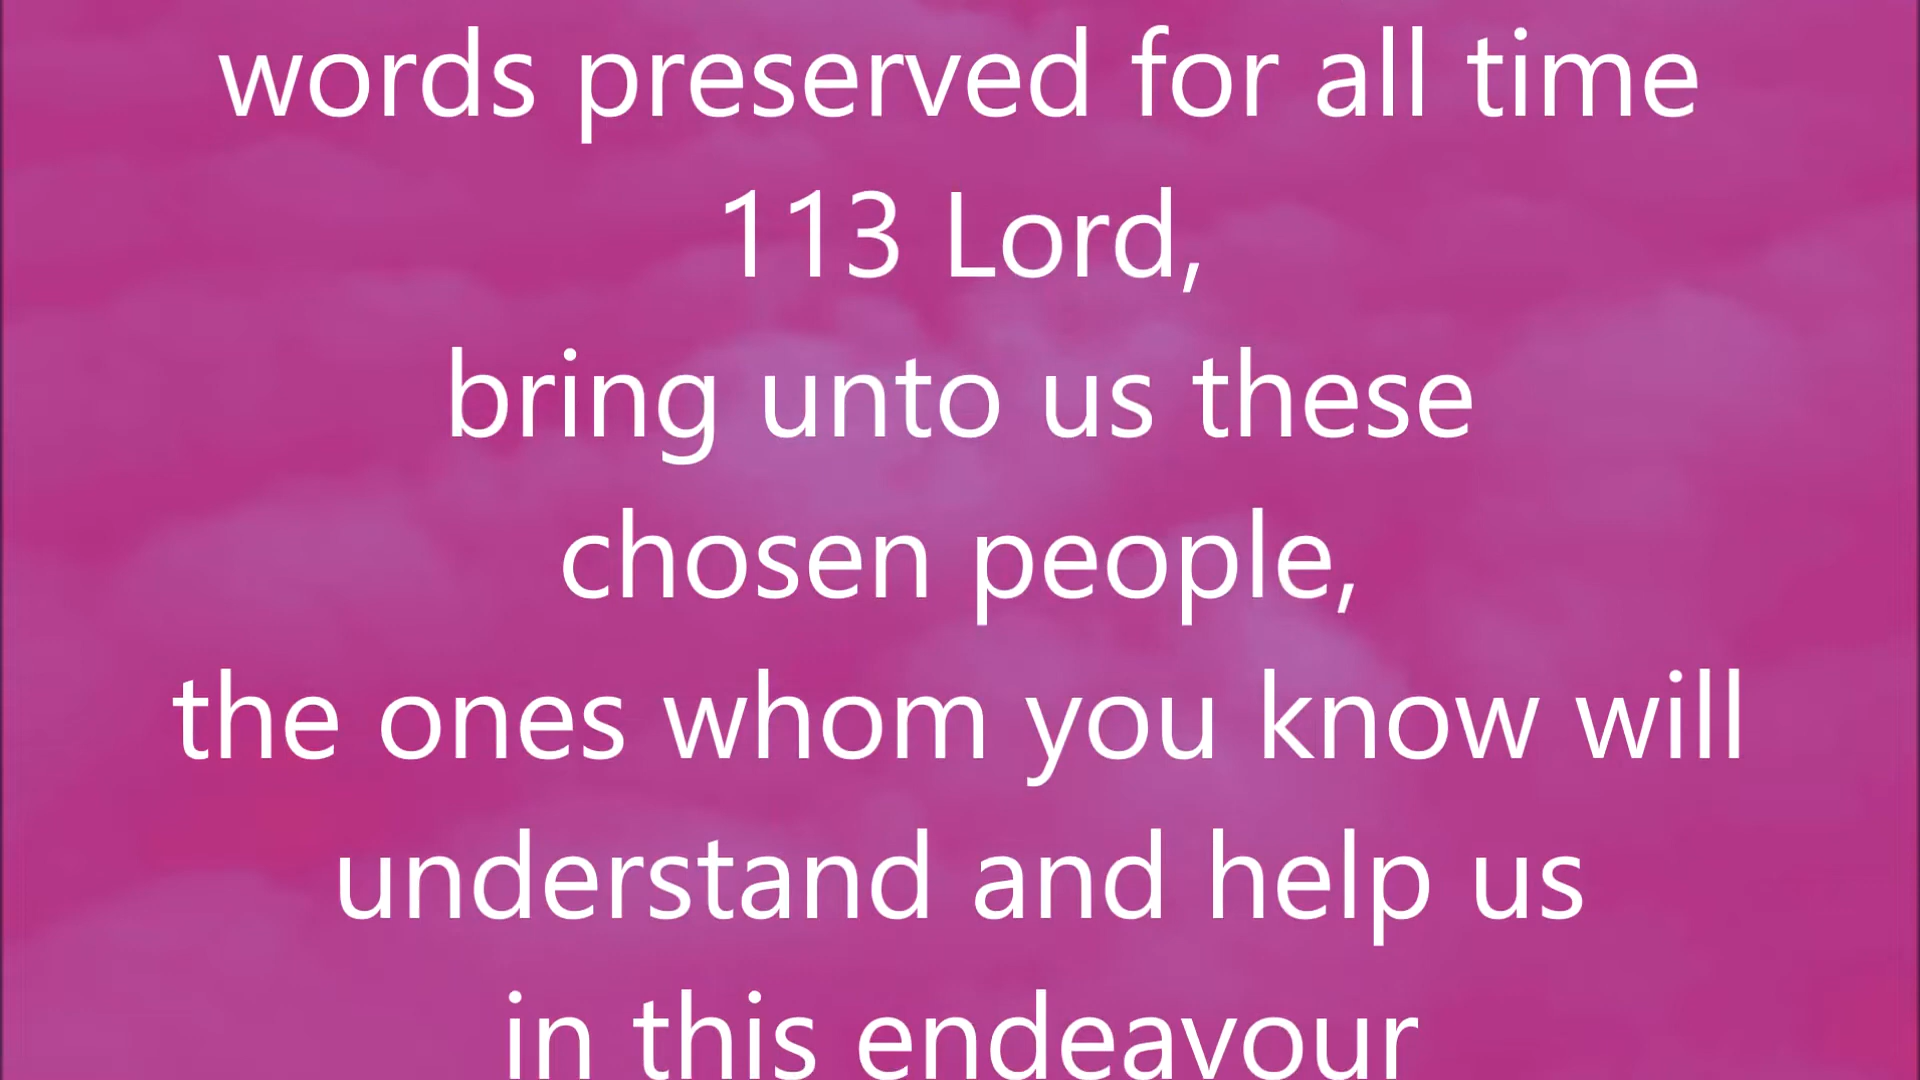 words preserved for all time
113 Lord,
bring unto us these
chosen people,
the ones whom you know will
understand and help us
in this endeavour